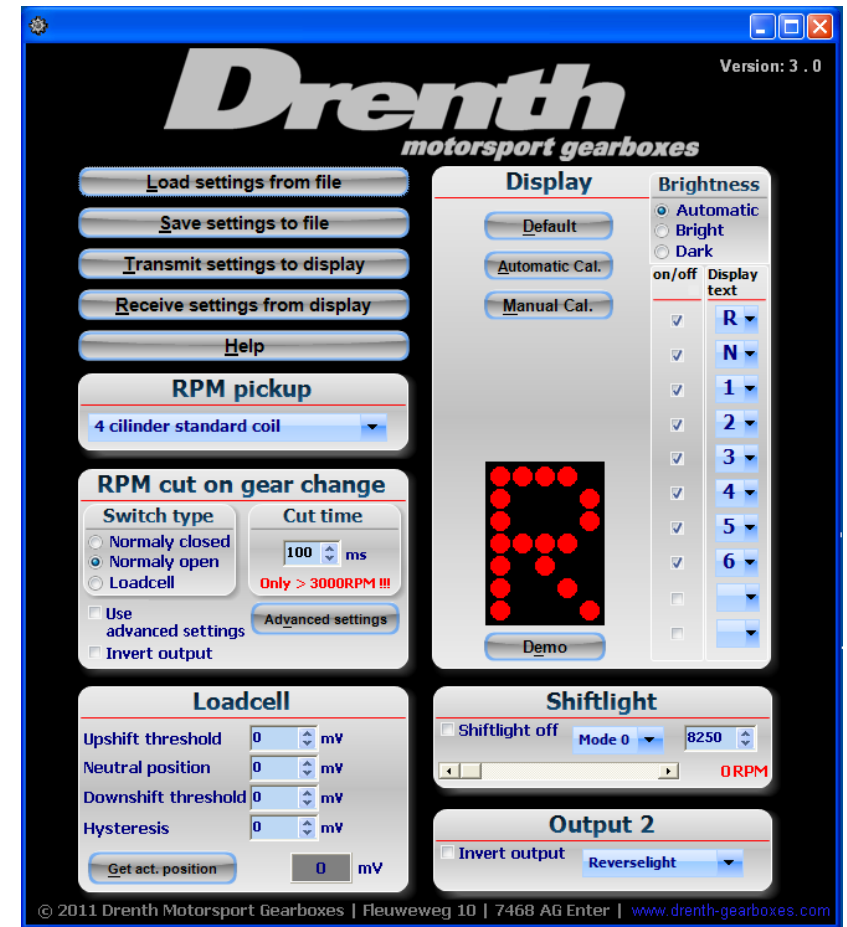 Drenth
motorsport gearboxes
Version: 3 . 0
Load settings from file
Save settings to file
Transmit settings to display
Receive settings from display
Help
RPM pickup
4 cilinder standard coil
RPM cut on gear change
Switch type
Normaly closed
Normaly open
Loadcell
Cut time
100 ms
Only > 3000RPM !!!
Use
advanced settings
Advanced settings
Invert output
Loadcell
Upshift threshold 0 mV
Neutral position 0 mV
Downshift threshold 0 mV
Hysteresis 0 mV
Get act. position 0 mV
Display
Default
Automatic Cal.
Manual Cal.
R
Demo
Brightness
Automatic
Bright
Dark
on/off Display
text
R
N
1
2
3
4
5
6
Shiftlight
Shiftlight off Mode 0 8250
0 RPM
Output 2
Invert output Reverselight
© 2011 Drenth Motorsport Gearboxes | Fleuweweg 10 | 7468 AG Enter | www.drenth-gearboxes.com